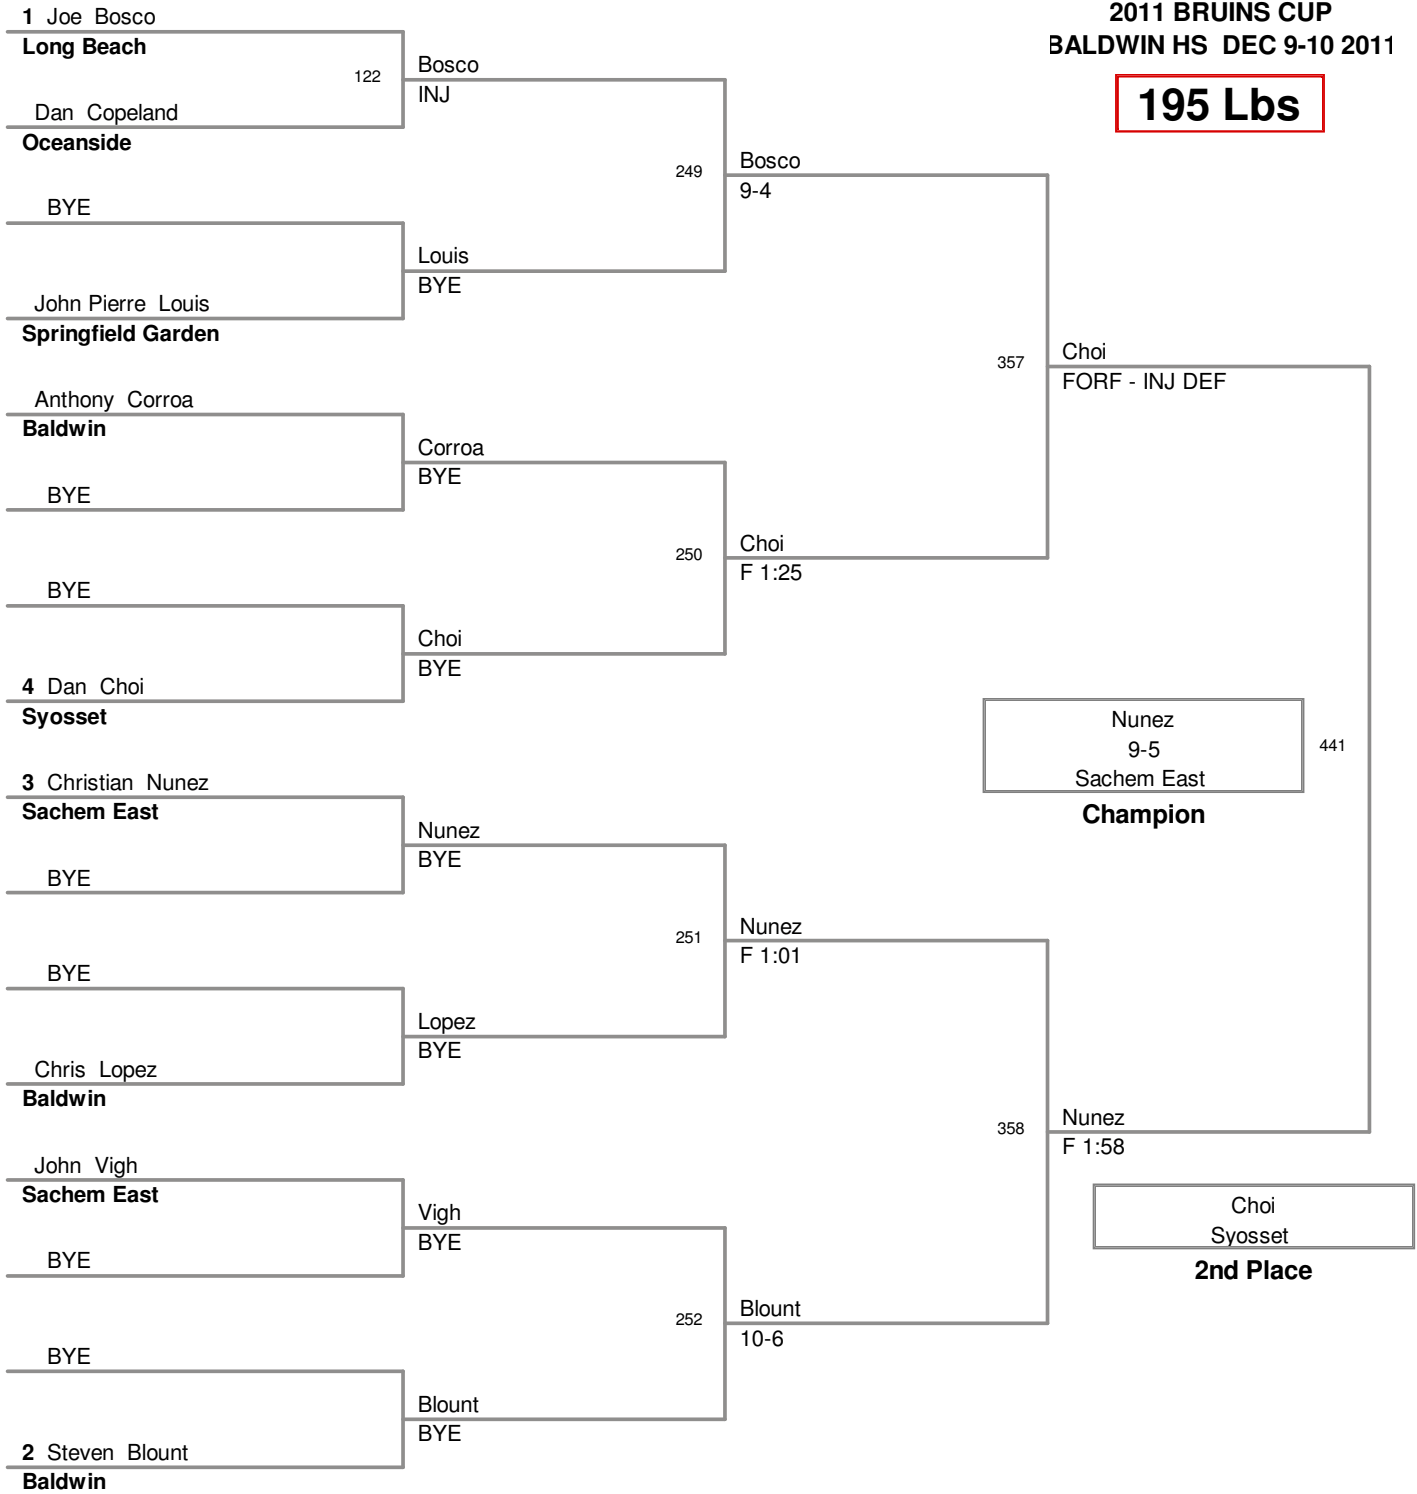 2011 BRUINS CUP
BALDWIN HS DEC 9-10 2011
195 Lbs
1 Joe Bosco
Long Beach
122
Dan Copeland
Oceanside
BYE
John Pierre Louis
Springfield Garden
Anthony Corroa
Baldwin
BYE
BYE
4 Dan Choi
Syosset
3 Christian Nunez
Sachem East
BYE
BYE
Chris Lopez
Baldwin
John Vigh
Sachem East
BYE
BYE
2 Steven Blount
Baldwin
Bosco
INJ
249
Louis
BYE
Corroa
BYE
250
Choi
BYE
Nunez
BYE
251
Lopez
BYE
Vigh
BYE
252
Blount
BYE
Bosco
9-4
357
Choi
F 1:25
Nunez
F 1:01
358
Blount
10-6
Choi
FORF - INJ DEF
Nunez
9-5
Sachem East
441
Champion
Nunez
F 1:58
Choi
Syosset
2nd Place